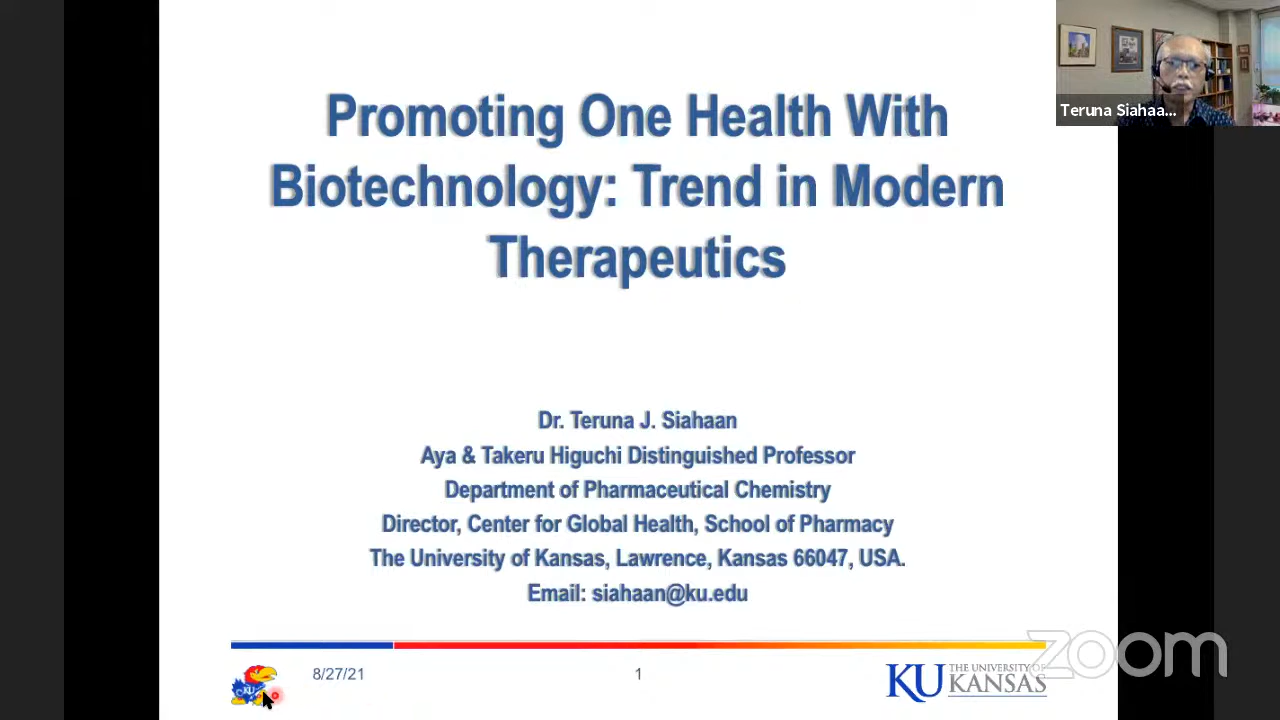 Promoting One Health With
Biotechnology: Trend in Modern
Therapeutics
Teruna Siahaa...
Dr. Teruna J. Siahaan
Aya & Takeru Higuchi Distinguished Professor
Department of Pharmaceutical Chemistry
Director, Center for Global Health, School of Pharmacy
The University of Kansas, Lawrence, Kansas 66047, USA.
Email: siahaan@ku.edu
8/27/21
1
KU
KU THE UNIVERSITY OF
KANSAS
zoom